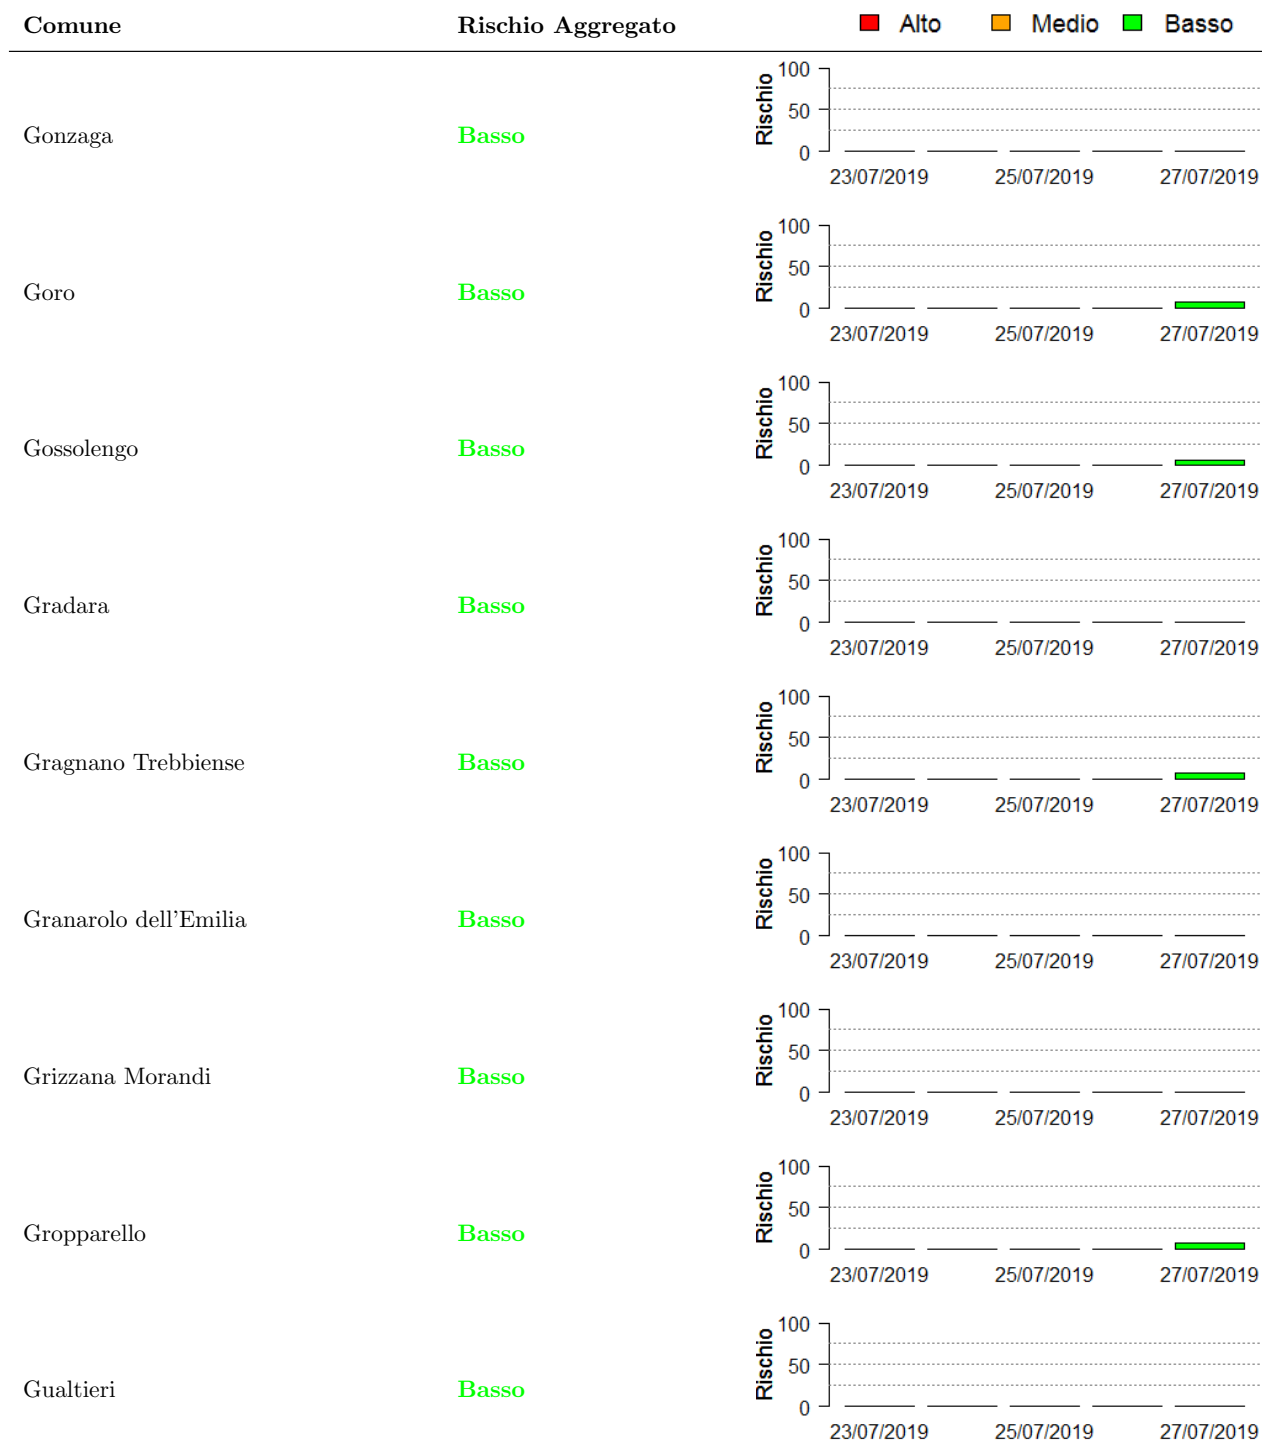 Comune Rischio Aggregato Alto Medio Basso
100
50
0
Rischio
Gonzaga Basso
23/07/2019 25/07/2019 27/07/2019
100
50
0
Rischio
Goro Basso
23/07/2019 25/07/2019 27/07/2019
100
50
0
Rischio
Gossolengo Basso
23/07/2019 25/07/2019 27/07/2019
100
50
0
Rischio
Gradara Basso
23/07/2019 25/07/2019 27/07/2019
100
50
0
Rischio
Gragnano Trebbiense Basso
23/07/2019 25/07/2019 27/07/2019
100
50
0
Rischio
Granarolo dell'Emilia Basso
23/07/2019 25/07/2019 27/07/2019
100
50
0
Rischio
Grizzana Morandi Basso
23/07/2019 25/07/2019 27/07/2019
100
50
0
Rischio
Gropparello Basso
23/07/2019 25/07/2019 27/07/2019
100
50
0
Rischio
Gualtieri Basso
23/07/2019 25/07/2019 27/07/2019